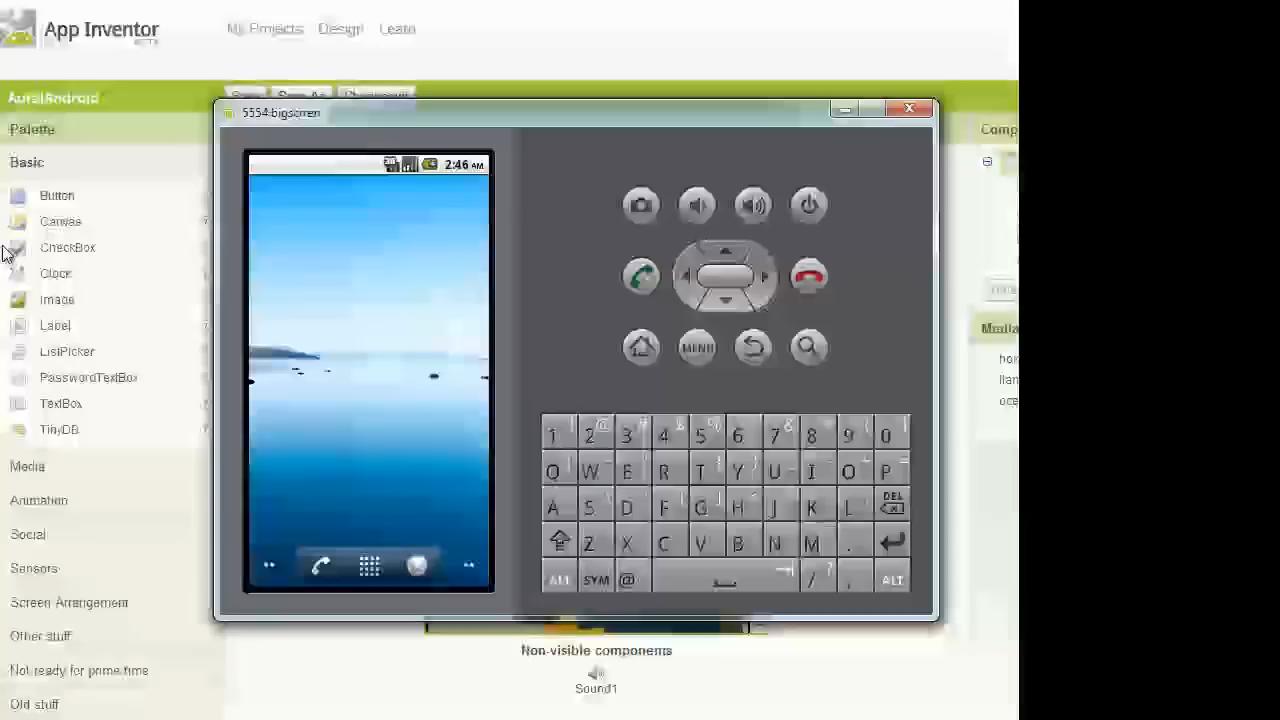 App Inventor
BETA
My Projects Design Learn
AuralAndroid
Palette
5554:bigscreen
Comp
Basic
2:46 AM
Button
Canvas
CheckBox
Clock
Image
Label
ListPicker
PasswordTextBox
TextBox
TinyDB
Media
Animation
Social
Sensors
Screen Arrangement
Other stuff
Not ready for prime time
Old stuff
MENU
1 2 3 4 5 6 7 8 9 0
Q W E R T Y U I O P
A S D F G H J K L DEL
Z X C V B N M .
ALT SYM @ / , ALT
Media
Non-visible components
Sound1